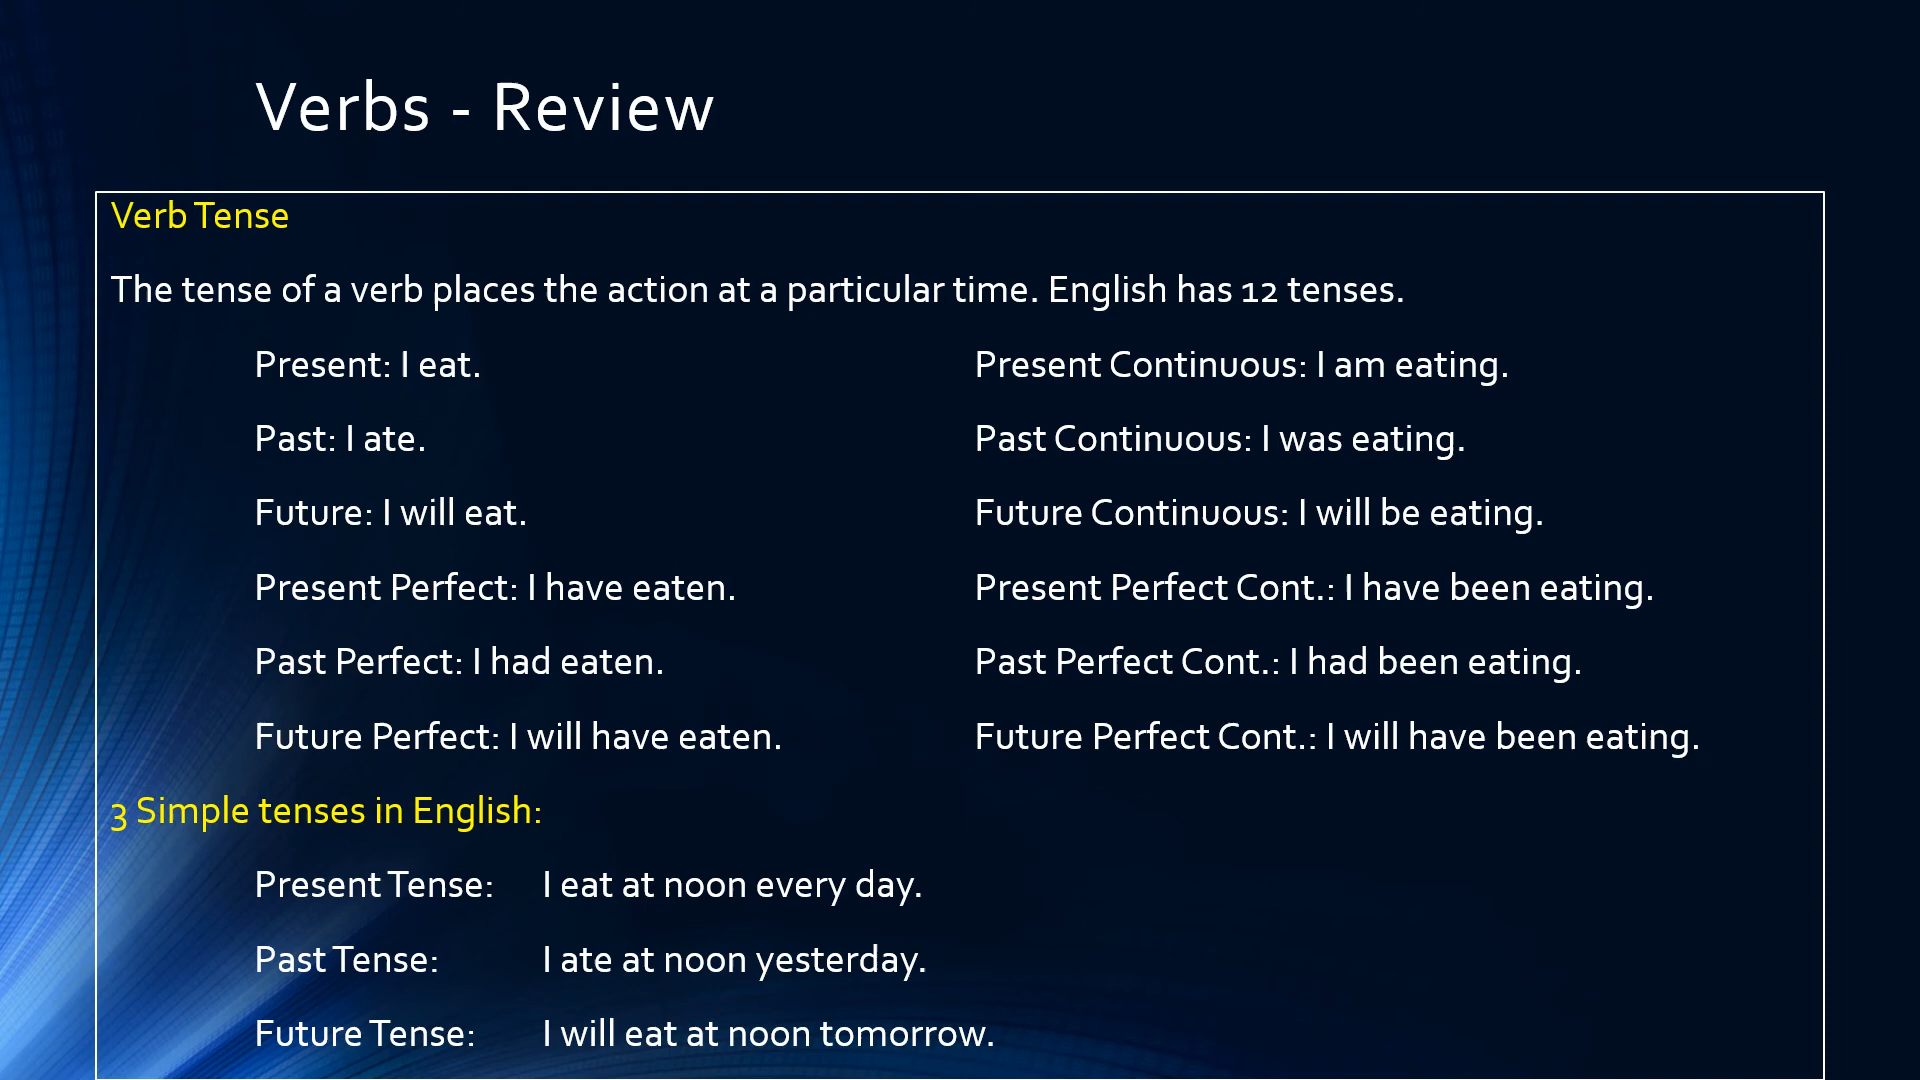 Verbs - Review
Verb Tense
The tense of a verb places the action at a particular time. English has 12 tenses.
Present: I eat. Present Continuous: I am eating.
Past: I ate. Past Continuous: I was eating.
Future: I will eat. Future Continuous: I will be eating.
Present Perfect: I have eaten. Present Perfect Cont.: I have been eating.
Past Perfect: I had eaten. Past Perfect Cont.: I had been eating.
Future Perfect: I will have eaten. Future Perfect Cont.: I will have been eating.
3 Simple tenses in English:
Present Tense: I eat at noon every day.
Past Tense: I ate at noon yesterday.
Future Tense: I will eat at noon tomorrow.